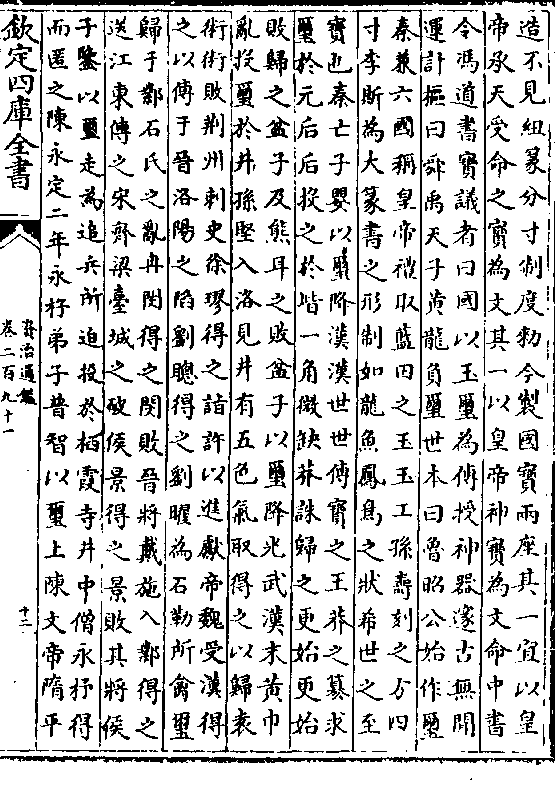 造不見紐篆分寸制度勑令製國寶兩座其一宜以皇
帝承天受命之寶為文其一以皇帝神寶為文命中書
令馮道書寶議者曰國以玉璽為傳授神器邃古無聞
運計樞曰舜禹天子黄龍負璽世本曰魯昭公始作璽
秦兼六國稱皇帝被取藍田之玉玉工孫壽刻之方四
寸李斯為大篆書之形制如龍魚鳳鳥之狀希世之至
寶也秦亡子嬰以璽降漢漢世世傳寶之王莽之簒求
璽於元后后投之於堦一角微缺莽誅歸之更始更始
敗歸之盆子及熊耳之敗盆子以璽降光武漢末黄巾
亂投璽於井孫堅入洛見井有五色氣取得之以歸袁
術術敗荆州刺史徐璆得之詣許以進獻帝魏受漢得
之以傳于晉洛陽之陷劉聰得之劉曜為石勒所禽璽
歸于鄴石氏之亂冉閔得之閔敗晉將戴施入鄴得之
送江東傳之宋齊梁臺城之破侯景得之景敗其將侯
子鑒以璽走為追兵所迫投於栖霞寺井中僧永杼得
而匿之陳永定二年永杼弟子普智以璽上陳文帝隋平
欽定四庫全書
資治通鑑
卷二百九十一
十二